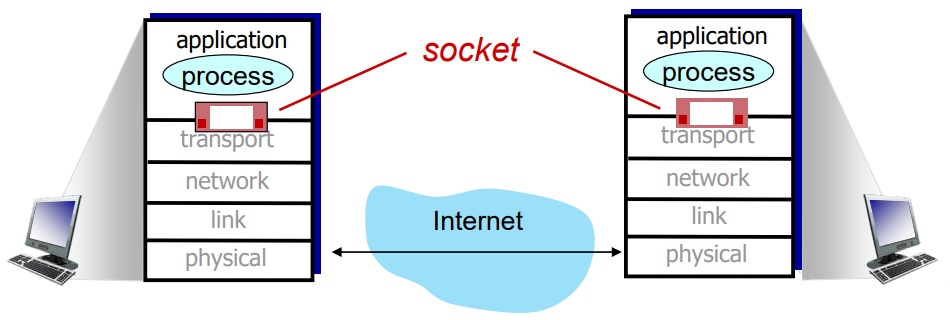 application
process
transport
network
link
physical
socket
Internet
application
process
transport
network
link
physical